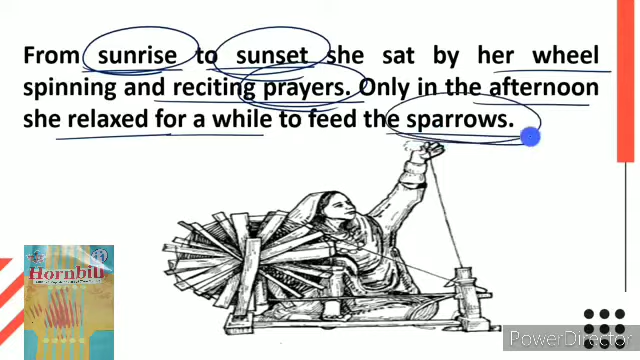 From sunrise to sunset she sat by her wheel
spinning and reciting prayers. Only in the afternoon
she relaxed for a while to feed the sparrows.
Hornbill
PowerDirector